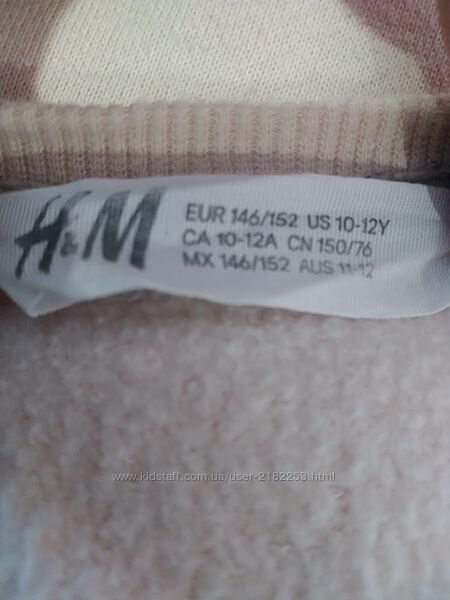 H&M
EUR 146/152 US 10-12Y
CA 10-12A CN 150/76
MX 146/152 AUS 11-12
www.kidstaff.com.ua/user-2182253.html